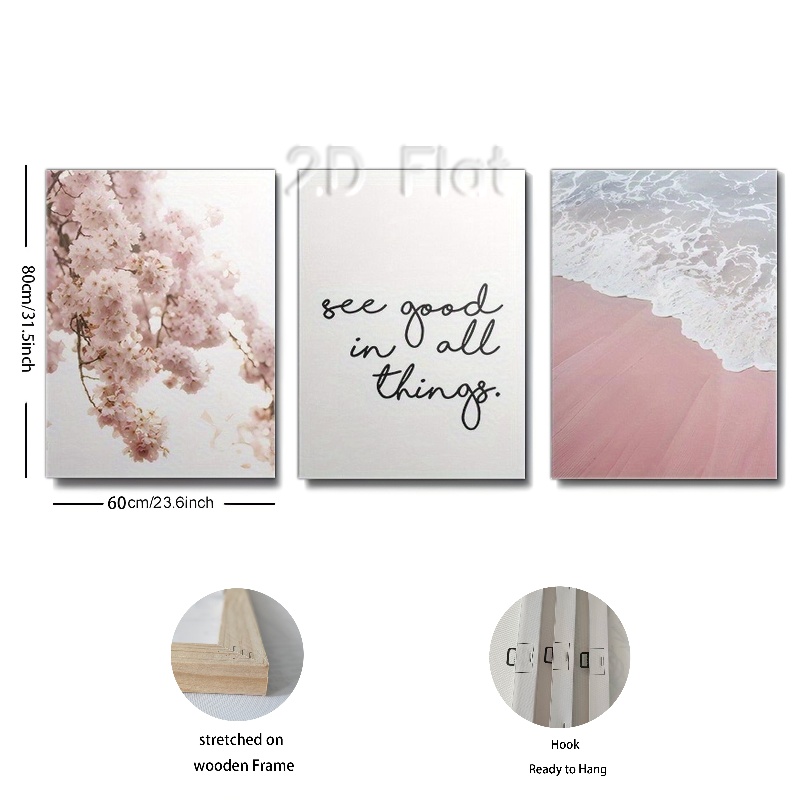 2D Flat
80cm/31.5inch
see good
in all
things.
60cm/23.6inch
stretched on
wooden Frame
Hook
Ready to Hang